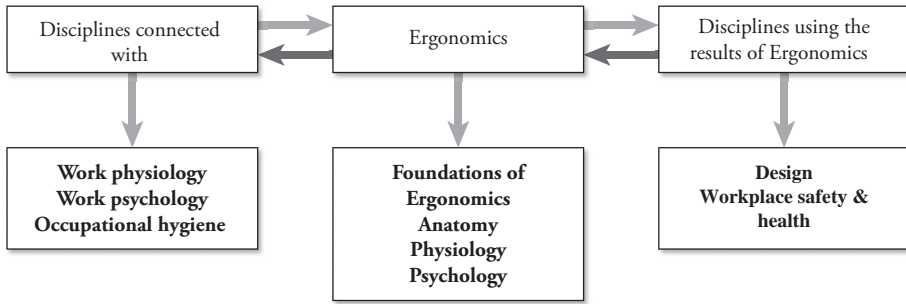 Disciplines connected
with
Ergonomics
Disciplines using the
results of Ergonomics
Work physiology
Work psychology
Occupational hygiene
Foundations of
Ergonomics
Anatomy
Physiology
Psychology
Design
Workplace safety &
health